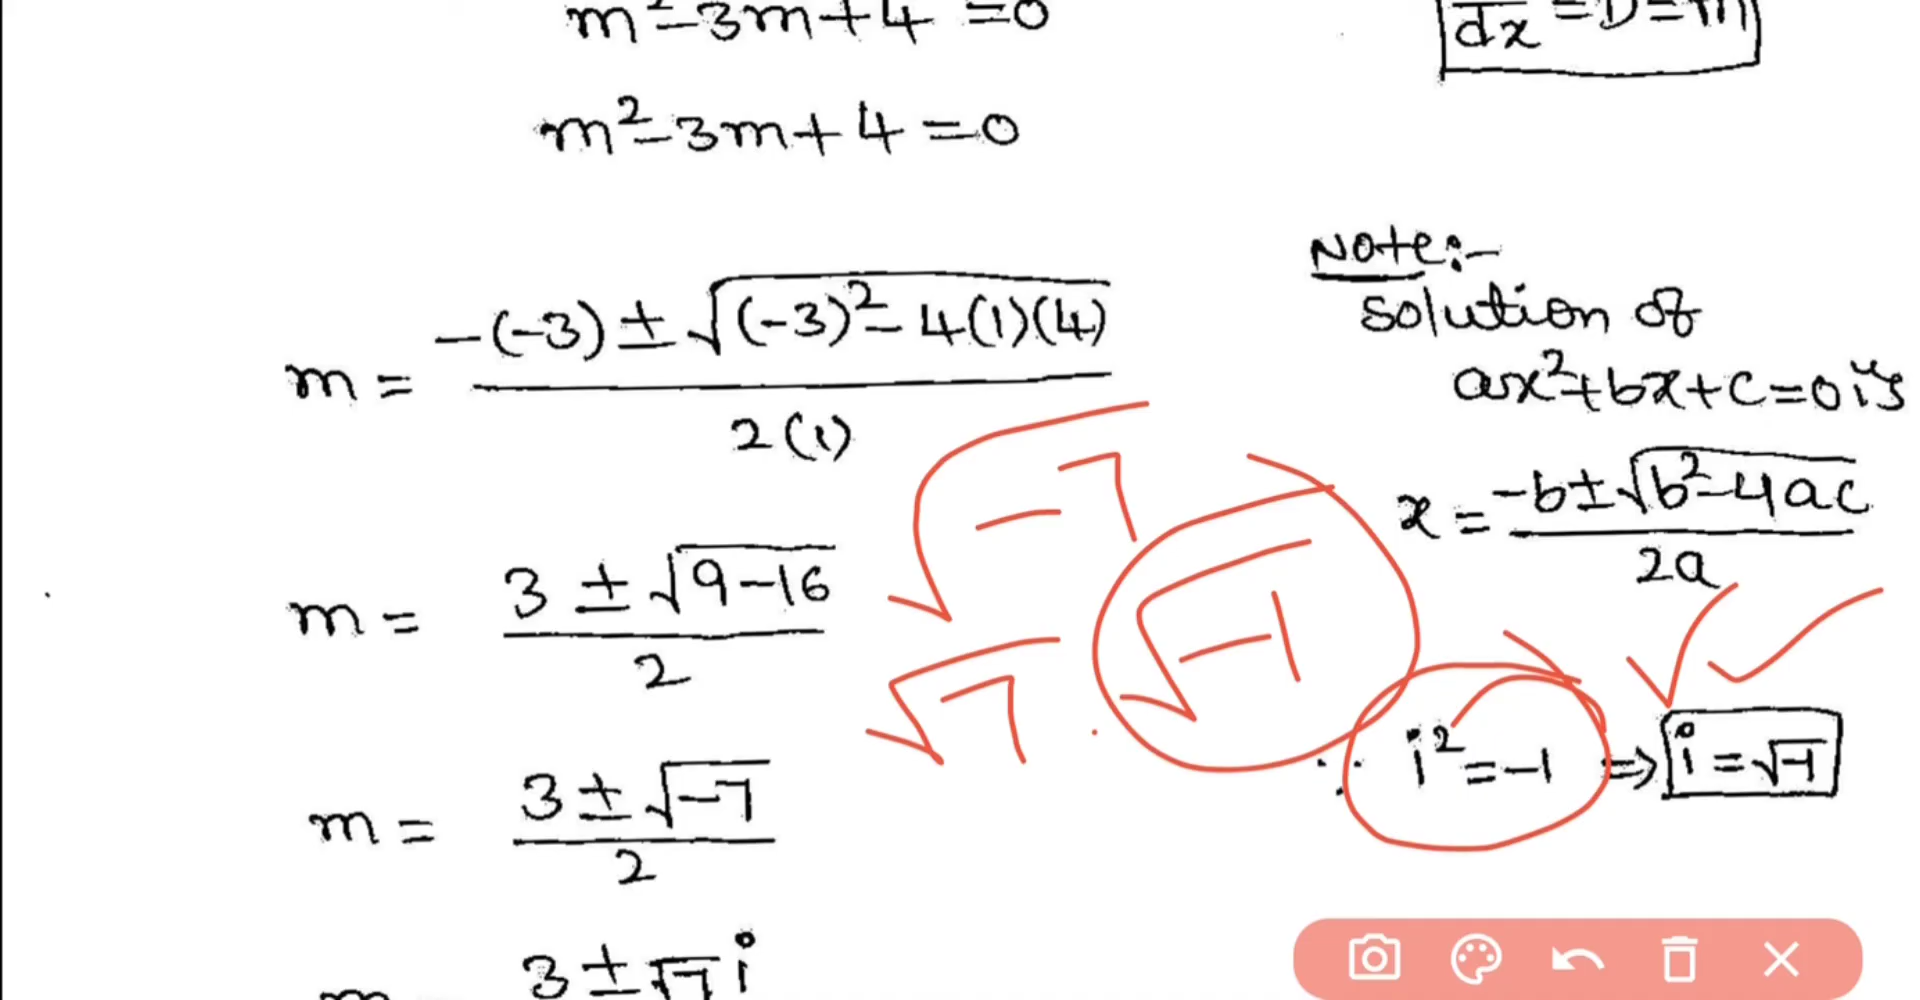 m²-3m+4 =0
dx =D=m
m²-3m+4=0
m = -(-3)±√((-3)²-4(1)(4)) / 2(1)
Note:-
solution of
ax²+bx+c=0 is
x = -b±√(b²-4ac) / 2a
√-7
m = 3±√(9-16) / 2
√7 . √-1
∴ i²=-1 ⇒ i=√-1
m = 3±√-7 / 2
m = 3±√7 i